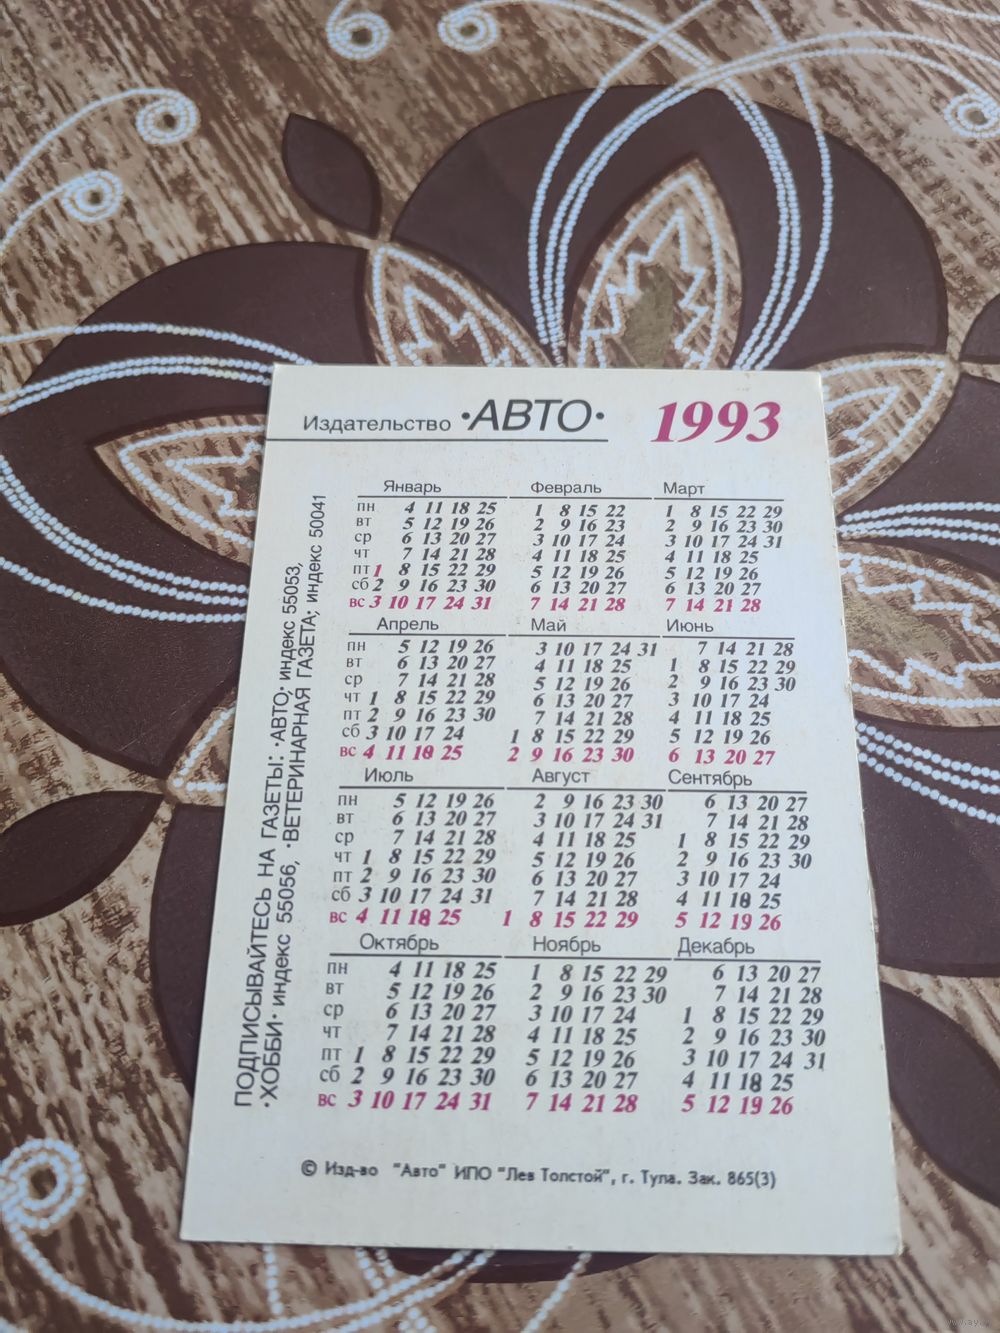 Издательство ·АВТО· 1993
Январь Февраль Март
пн 4 11 18 25 1 8 15 22 1 8 15 22 29
вт 5 12 19 26 2 9 16 23 2 9 16 23 30
ср 6 13 20 27 3 10 17 24 3 10 17 24 31
чт 7 14 21 28 4 11 18 25 4 11 18 25
пт 1 8 15 22 29 5 12 19 26 5 12 19 26
сб 2 9 16 23 30 6 13 20 27 6 13 20 27
вс 3 10 17 24 31 7 14 21 28 7 14 21 28
Апрель Май Июнь
пн 5 12 19 26 3 10 17 24 31 7 14 21 28
вт 6 13 20 27 4 11 18 25 1 8 15 22 29
ср 7 14 21 28 5 12 19 26 2 9 16 23 30
чт 1 8 15 22 29 6 13 20 27 3 10 17 24
пт 2 9 16 23 30 7 14 21 28 4 11 18 25
сб 3 10 17 24 1 8 15 22 29 5 12 19 26
вс 4 11 18 25 2 9 16 23 30 6 13 20 27
Июль Август Сентябрь
пн 5 12 19 26 2 9 16 23 30 6 13 20 27
вт 6 13 20 27 3 10 17 24 31 7 14 21 28
ср 7 14 21 28 4 11 18 25 1 8 15 22 29
чт 1 8 15 22 29 5 12 19 26 2 9 16 23 30
пт 2 9 16 23 30 6 13 20 27 3 10 17 24
сб 3 10 17 24 31 7 14 21 28 4 11 18 25
вс 4 11 18 25 1 8 15 22 29 5 12 19 26
Октябрь Ноябрь Декабрь
пн 4 11 18 25 1 8 15 22 29 6 13 20 27
вт 5 12 19 26 2 9 16 23 30 7 14 21 28
ср 6 13 20 27 3 10 17 24 1 8 15 22 29
чт 7 14 21 28 4 11 18 25 2 9 16 23 30
пт 1 8 15 22 29 5 12 19 26 3 10 17 24 31
сб 2 9 16 23 30 6 13 20 27 4 11 18 25
вс 3 10 17 24 31 7 14 21 28 5 12 19 26
ПОДПИСЫВАЙТЕСЬ НА ГАЗЕТЫ: ·АВТО· индекс 55053,
·ХОББИ· индекс 55056, ·ВЕТЕРИНАРНАЯ ГАЗЕТА; индекс 50041
© Изд-во "Авто" ИПО "Лев Толстой", г. Тула. Зак. 865(3)